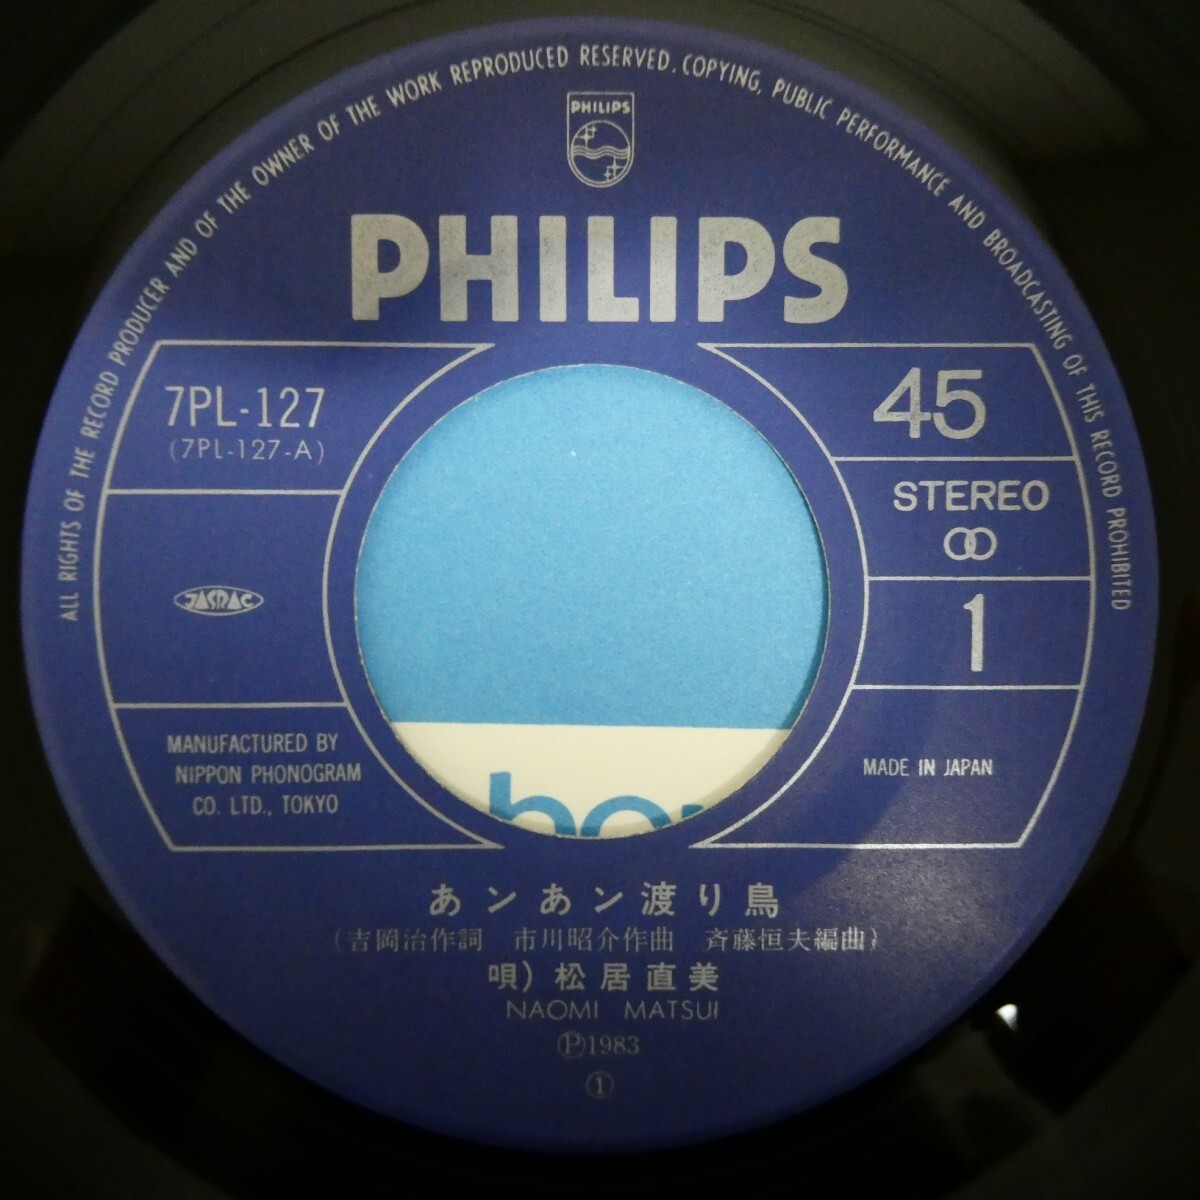 ALL RIGHTS OF THE RECORD PRODUCER AND OF THE OWNER OF THE WORK REPRODUCED RESERVED. COPYING, PUBLIC PERFORMANCE AND BROADCASTING OF THIS RECORD PROHIBITED
PHILIPS
PHILIPS
7PL-127
(7PL-127-A)
45
STEREO
1
JASRAC
MANUFACTURED BY
NIPPON PHONOGRAM
CO. LTD., TOKYO
MADE IN JAPAN
あンあン渡り鳥
(吉岡治作詞 市川昭介作曲 斉藤恒夫編曲)
唄)松居直美
NAOMI MATSUI
Ⓟ1983
①